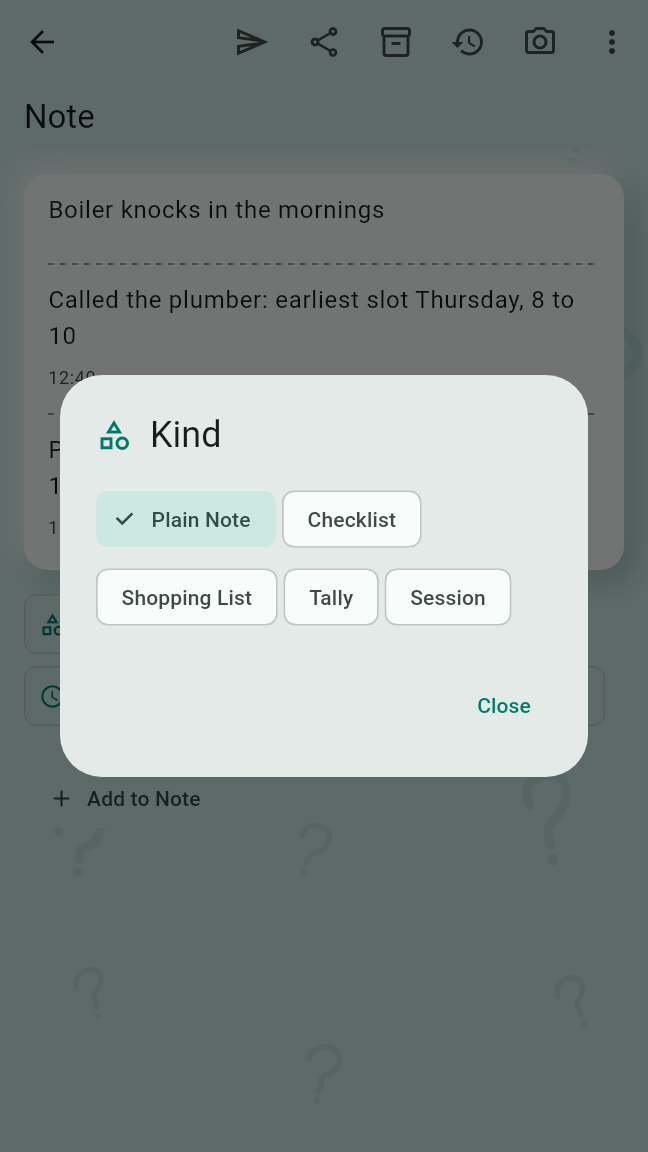 Note
Boiler knocks in the mornings
Called the plumber: earliest slot Thursday, 8 to
10
Kind
Plain Note
Checklist
Shopping List
Tally
Session
Close
Add to Note